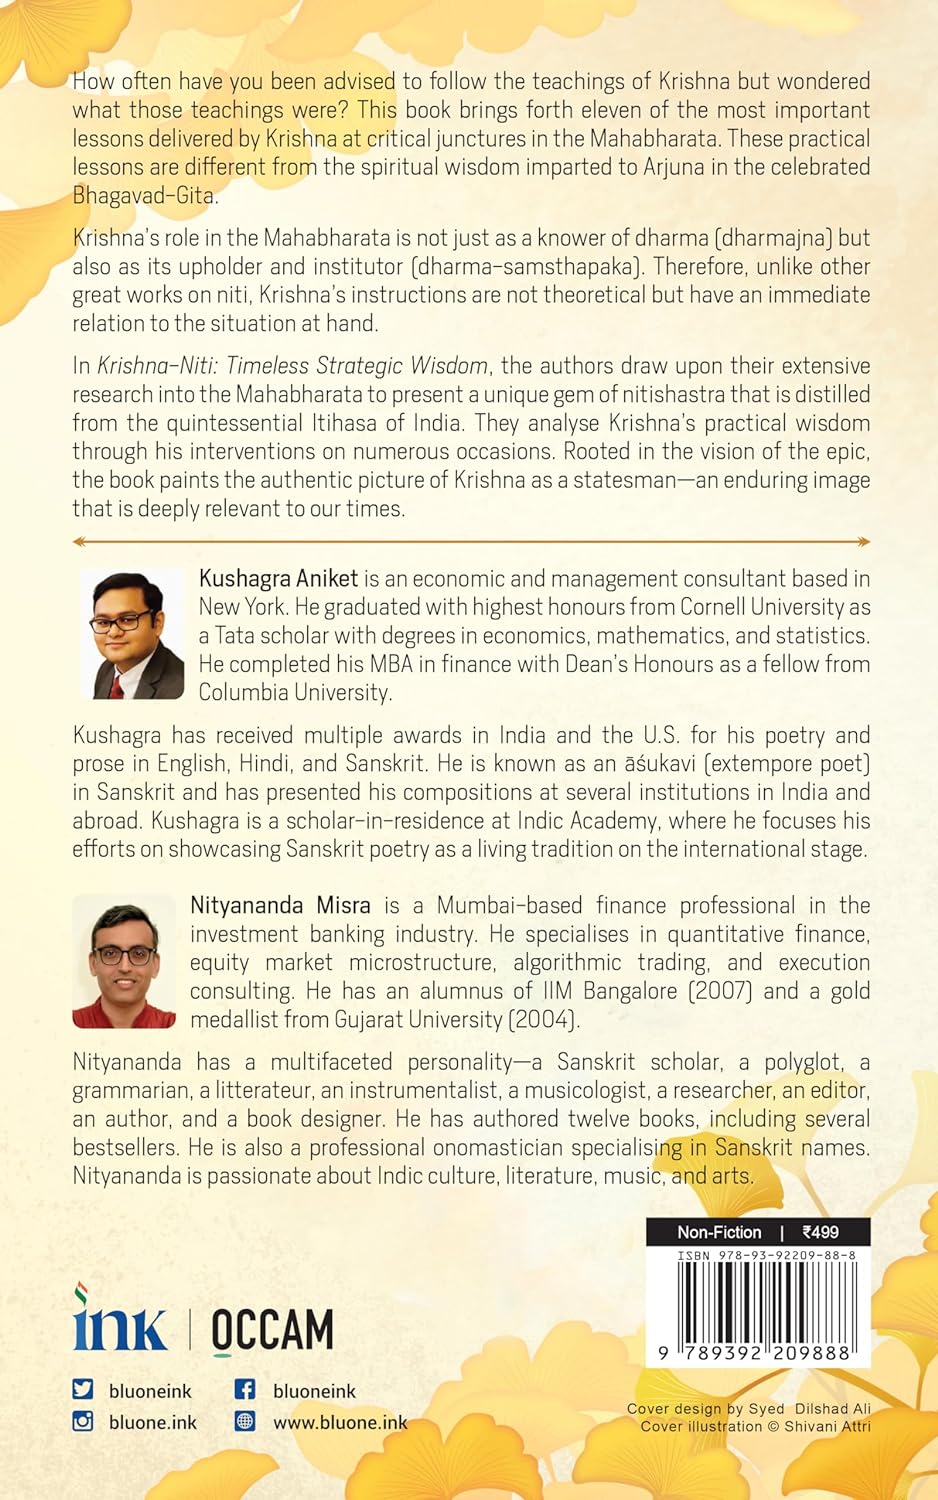 How often have you been advised to follow the teachings of Krishna but wondered
what those teachings were? This book brings forth eleven of the most important
lessons delivered by Krishna at critical junctures in the Mahabharata. These practical
lessons are different from the spiritual wisdom imparted to Arjuna in the celebrated
Bhagavad-Gita.
Krishna's role in the Mahabharata is not just as a knower of dharma (dharmajna) but
also as its upholder and institutor (dharma-samsthapaka). Therefore, unlike other
great works on niti, Krishna's instructions are not theoretical but have an immediate
relation to the situation at hand.
In Krishna-Niti: Timeless Strategic Wisdom, the authors draw upon their extensive
research into the Mahabharata to present a unique gem of nitishastra that is distilled
from the quintessential Itihasa of India. They analyse Krishna's practical wisdom
through his interventions on numerous occasions. Rooted in the vision of the epic,
the book paints the authentic picture of Krishna as a statesman—an enduring image
that is deeply relevant to our times.
Kushagra Aniket is an economic and management consultant based in
New York. He graduated with highest honours from Cornell University as
a Tata scholar with degrees in economics, mathematics, and statistics.
He completed his MBA in finance with Dean's Honours as a fellow from
Columbia University.
Kushagra has received multiple awards in India and the U.S. for his poetry and
prose in English, Hindi, and Sanskrit. He is known as an āśukavi (extempore poet)
in Sanskrit and has presented his compositions at several institutions in India and
abroad. Kushagra is a scholar-in-residence at Indic Academy, where he focuses his
efforts on showcasing Sanskrit poetry as a living tradition on the international stage.
Nityananda Misra is a Mumbai-based finance professional in the
investment banking industry. He specialises in quantitative finance,
equity market microstructure, algorithmic trading, and execution
consulting. He has an alumnus of IIM Bangalore (2007) and a gold
medallist from Gujarat University (2004).
Nityananda has a multifaceted personality—a Sanskrit scholar, a polyglot, a
grammarian, a litterateur, an instrumentalist, a musicologist, a researcher, an editor,
an author, and a book designer. He has authored twelve books, including several
bestsellers. He is also a professional onomastician specialising in Sanskrit names.
Nityananda is passionate about Indic culture, literature, music, and arts.
Non-Fiction | ₹499
ISBN 978-93-92209-88-8
9 789392 209888
ink | OCCAM
bluoneink
bluoneink
bluone.ink
www.bluone.ink
Cover design by Syed Dilshad Ali
Cover illustration © Shivani Attri